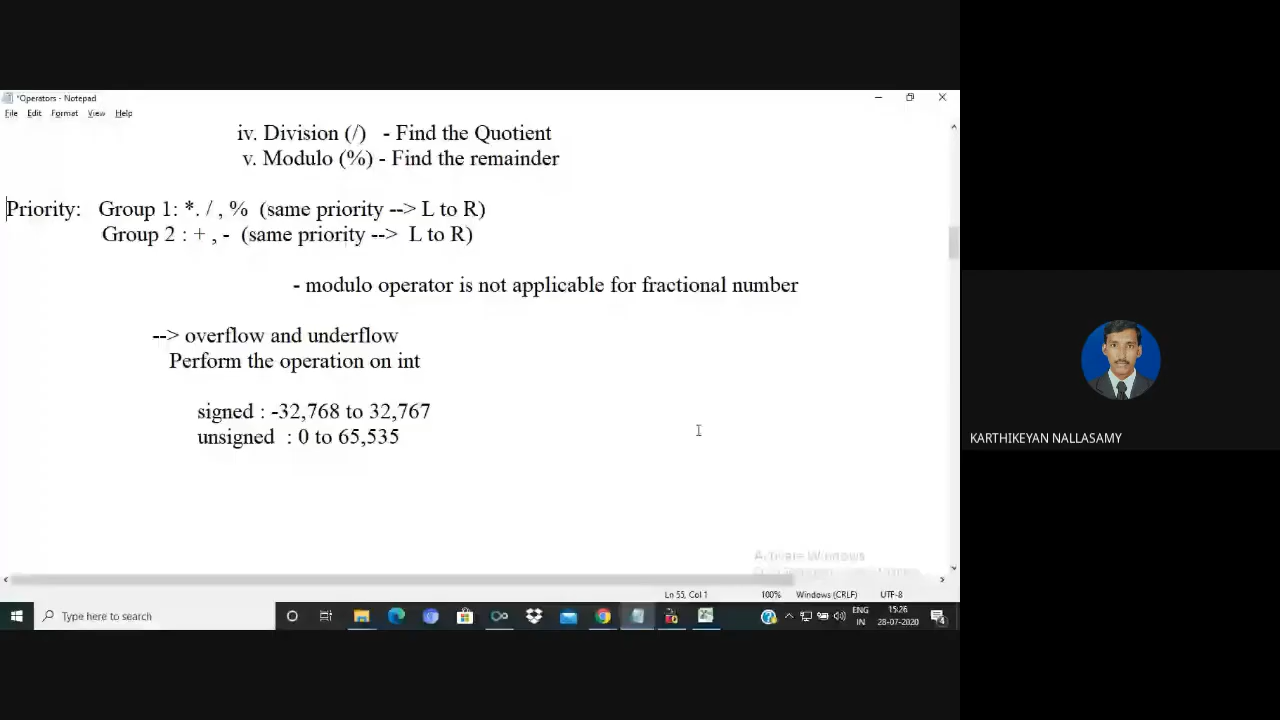 *Operators - Notepad
File Edit Format View Help
iv. Division (/) - Find the Quotient
v. Modulo (%) - Find the remainder
Priority: Group 1: *. / , % (same priority --> L to R)
Group 2 : + , - (same priority --> L to R)
- modulo operator is not applicable for fractional number
--> overflow and underflow
Perform the operation on int
signed : -32,768 to 32,767
unsigned : 0 to 65,535
KARTHIKEYAN NALLASAMY
Activate Windows
Ln 55, Col 1 100% Windows (CRLF) UTF-8
Type here to search
ENG 15:26
IN 28-07-2020 4